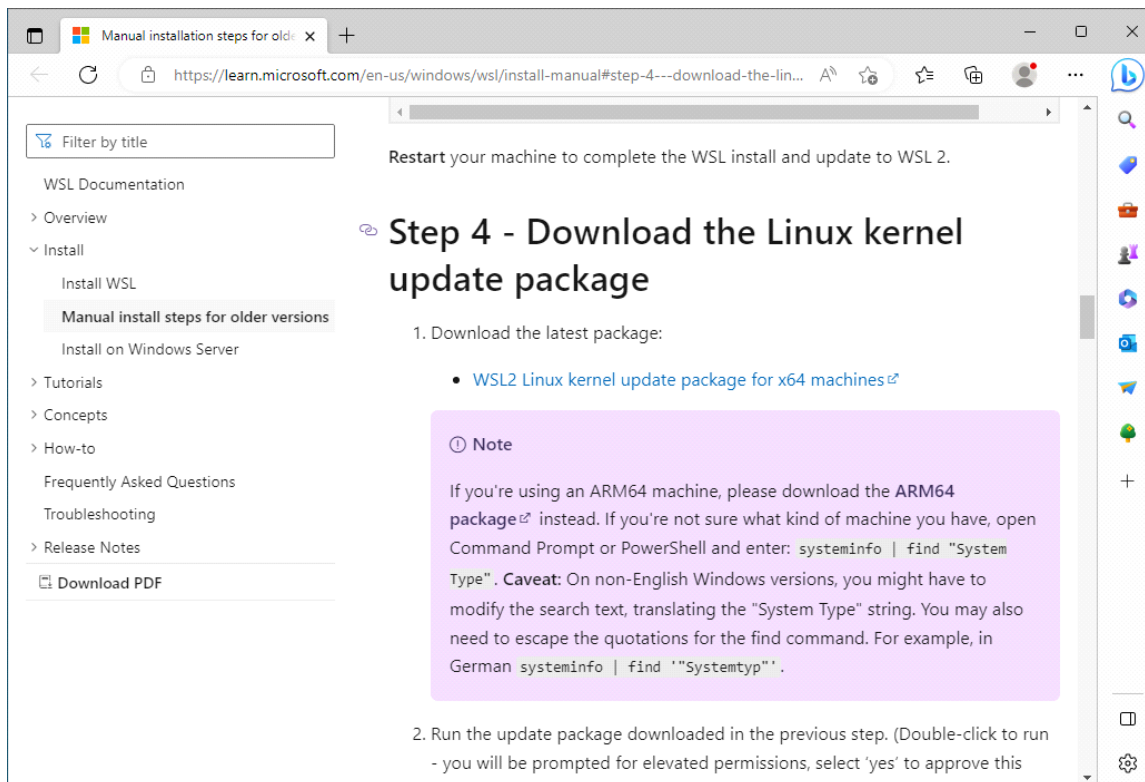 Manual installation steps for olde
https://learn.microsoft.com/en-us/windows/wsl/install-manual#step-4---download-the-lin...
Filter by title
WSL Documentation
Overview
Install
Install WSL
Manual install steps for older versions
Install on Windows Server
Tutorials
Concepts
How-to
Frequently Asked Questions
Troubleshooting
Release Notes
Download PDF
Restart your machine to complete the WSL install and update to WSL 2.
Step 4 - Download the Linux kernel
update package
1. Download the latest package:
• WSL2 Linux kernel update package for x64 machines
Note
If you're using an ARM64 machine, please download the ARM64
package instead. If you're not sure what kind of machine you have, open
Command Prompt or PowerShell and enter: systeminfo | find "System
Type". Caveat: On non-English Windows versions, you might have to
modify the search text, translating the "System Type" string. You may also
need to escape the quotations for the find command. For example, in
German systeminfo | find '"Systemtyp"'.
2. Run the update package downloaded in the previous step. (Double-click to run
- you will be prompted for elevated permissions, select ‘yes’ to approve this